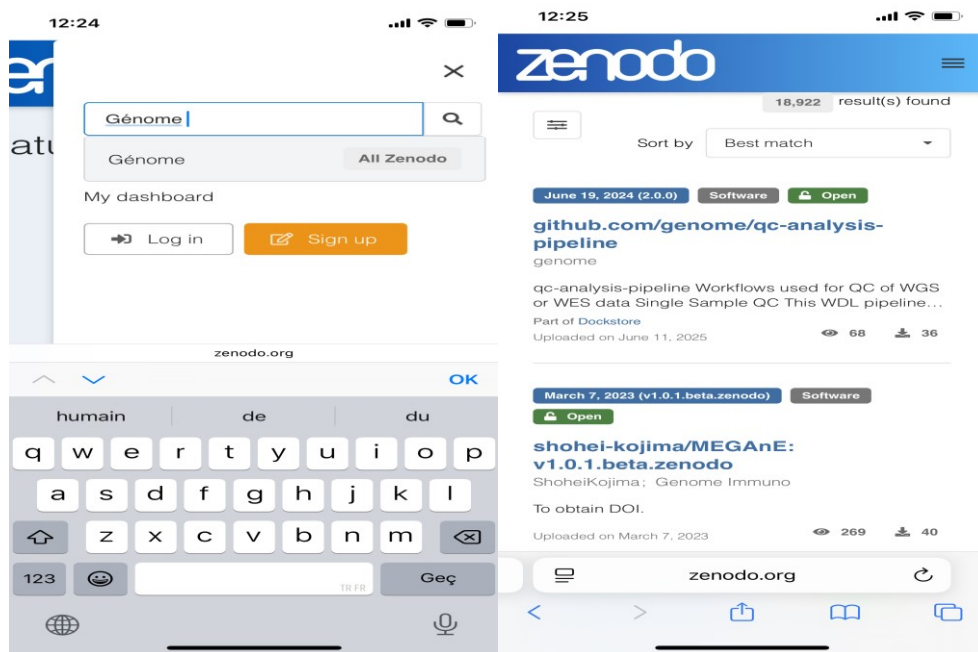 12:24
er
atu
Génome
Génome All Zenodo
My dashboard
Log in Sign up
zenodo.org
OK
humain de du
q w e r t y u i o p
a s d f g h j k l
z x c v b n m
123 TR FR Geç
12:25
zenodo
18,922 result(s) found
Sort by Best match
June 19, 2024 (2.0.0) Software Open
github.com/genome/qc-analysis-
pipeline
genome
qc-analysis-pipeline Workflows used for QC of WGS
or WES data Single Sample QC This WDL pipeline...
Part of Dockstore
Uploaded on June 11, 2025 68 36
March 7, 2023 (v1.0.1.beta.zenodo) Software
Open
shohei-kojima/MEGAnE:
v1.0.1.beta.zenodo
ShoheiKojima; Genome Immuno
To obtain DOI.
Uploaded on March 7, 2023 269 40
zenodo.org